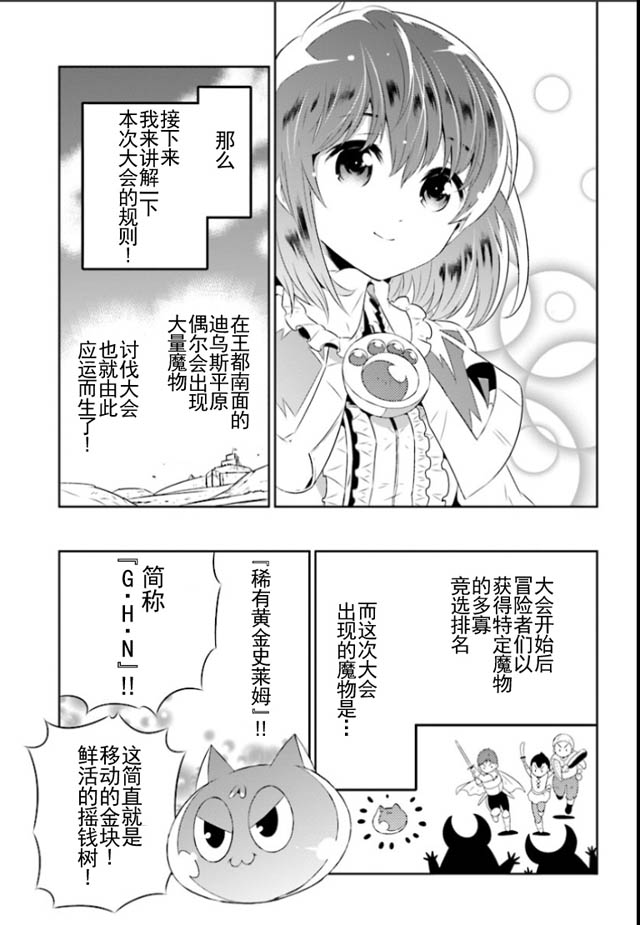 那么
接下来
我来讲解一下
本次大会的规则！
在王都南面的
迪乌斯平原
偶尔会出现
大量魔物
讨伐大会
也就由此
应运而生了！
大会开始后
冒险者们以
获得特定魔物
的多寡
竞选排名
而这次大会
出现的魔物是…
『稀有黄金史莱姆』!!
简称
『G·H·N』!!
这简直就是
移动的金块！
鲜活的摇钱树！